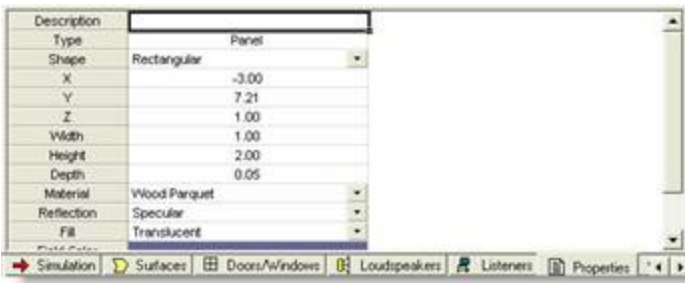 Description
Type Panel
Shape Rectangular
X -3.00
Y 7.21
Z 1.00
Width 1.00
Height 2.00
Depth 0.05
Material Wood Parquet
Reflection Specular
Fill Translucent
Simulation Surfaces Doors/Windows Loudspeakers Listeners Properties